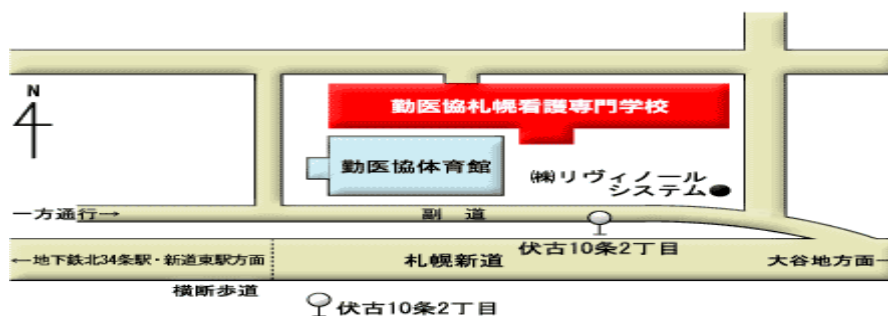 N
勤医協札幌看護専門学校
勤医協体育館
㈱リヴィノール
システム●
一方通行→
副 道
伏古10条2丁目
←地下鉄北34条駅・新道東駅方面
札幌新道
大谷地方面→
横断歩道
伏古10条2丁目